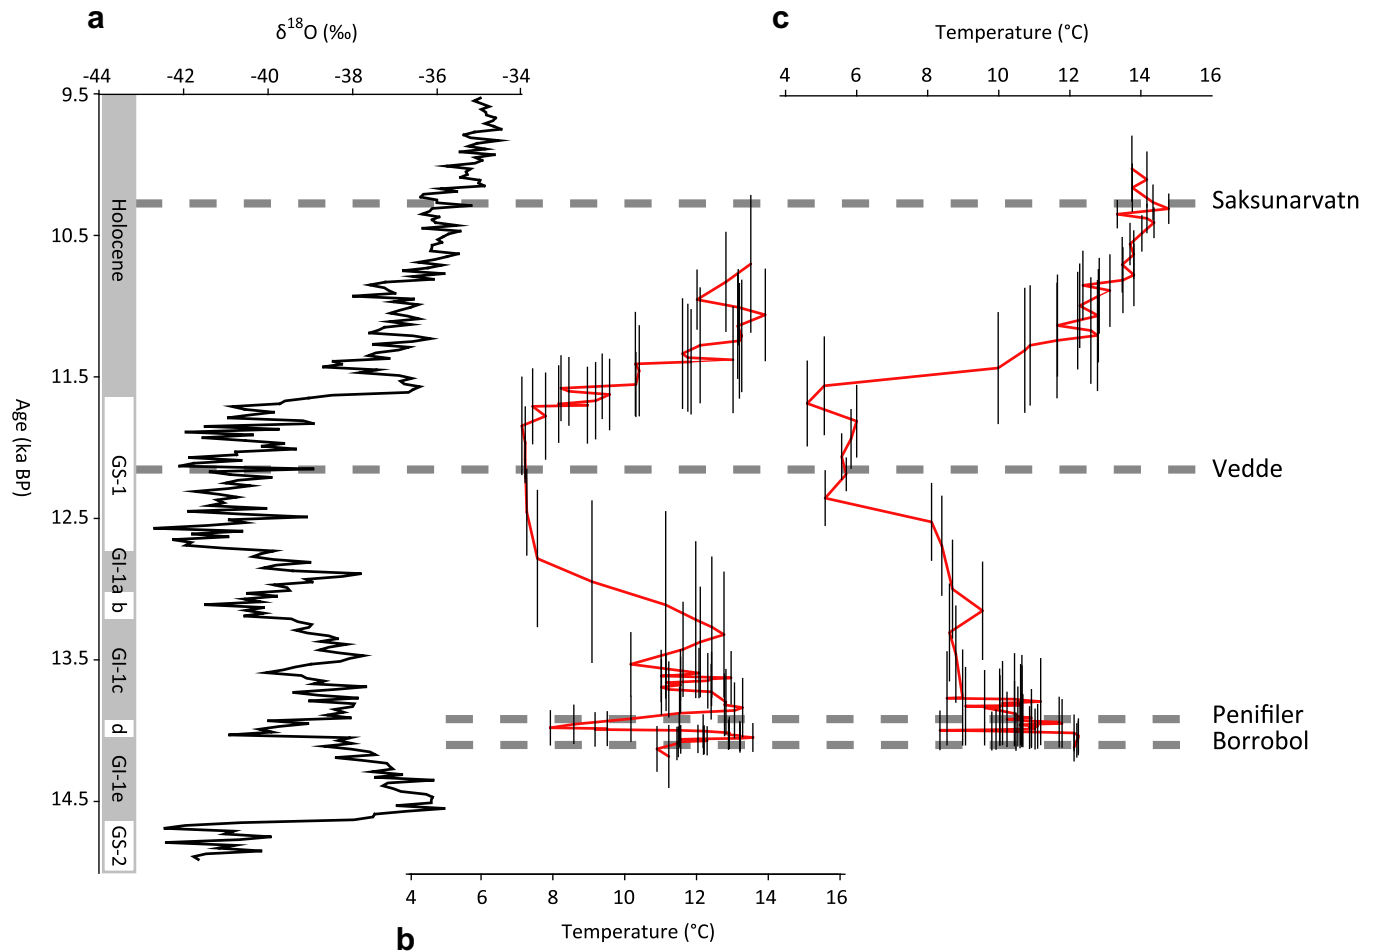 a
c
δ18O (‰)
Temperature (°C)
-44 -42 -40 -38 -36 -34
4 6 8 10 12 14 16
9.5
10.5
11.5
12.5
13.5
14.5
Age (ka BP)
Holocene
GS-1
GI-1a
b
GI-1c
d
GI-1e
GS-2
Saksunarvatn
Vedde
Penifiler
Borrobol
4 6 8 10 12 14 16
Temperature (°C)
b